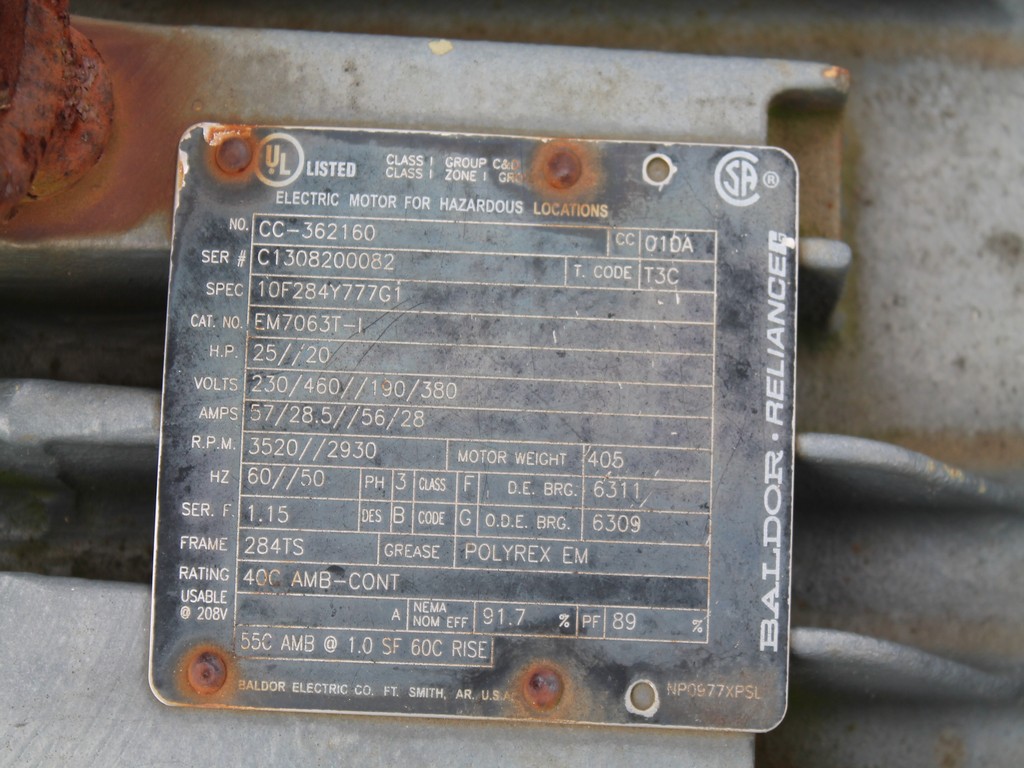 UL LISTED
CLASS I GROUP C&D
CLASS I ZONE I
SA ®
ELECTRIC MOTOR FOR HAZARDOUS LOCATIONS
NO. CC-362160 CC 01DA
SER # C1308200082 T. CODE T3C
SPEC 10F284Y777G1
CAT. NO. EM7063T-I
H.P. 25//20
VOLTS 230/460//190/380
AMPS 57//28.5//56/28
R.P.M. 3520//2930 MOTOR WEIGHT 405
HZ 60//50 PH 3 CLASS F D.E. BRG. 6311
SER. F. 1.15 DES B CODE G O.D.E. BRG. 6309
FRAME 284TS GREASE POLYREX EM
RATING 40C AMB-CONT
USABLE @ 208V A NEMA NOM EFF 91.7 % PF 89 %
55C AMB @ 1.0 SF 60C RISE
BALDOR ELECTRIC CO. FT. SMITH, AR. U.S.A.
NP0977XPSL
BALDOR · RELIANCE